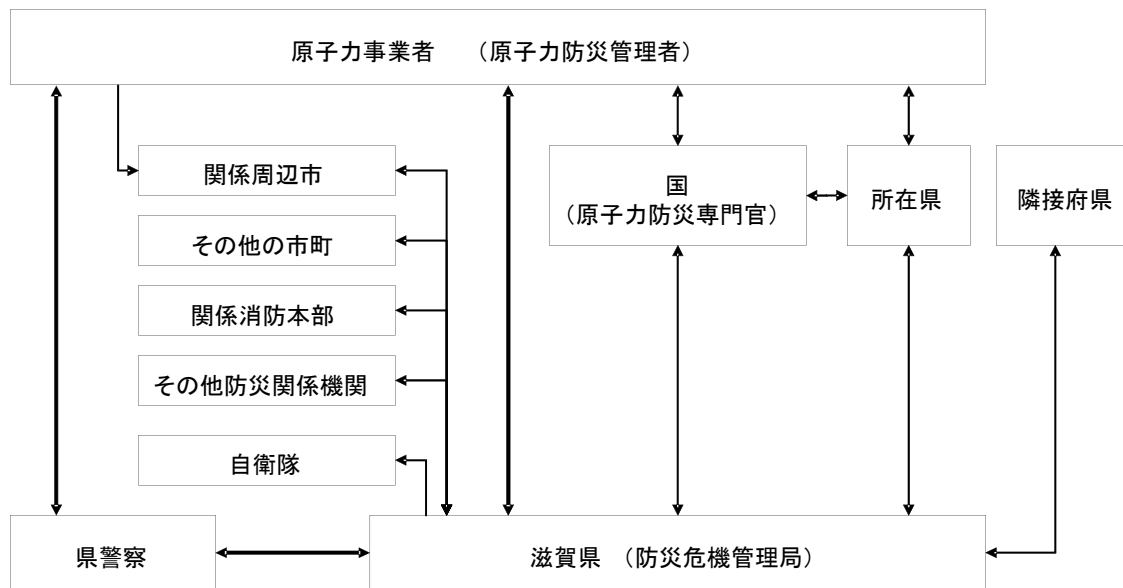 原子力事業者 （原子力防災管理者）
関係周辺市
国
（原子力防災専門官）
所在県
隣接府県
その他の市町
関係消防本部
その他防災関係機関
自衛隊
県警察
滋賀県 （防災危機管理局）